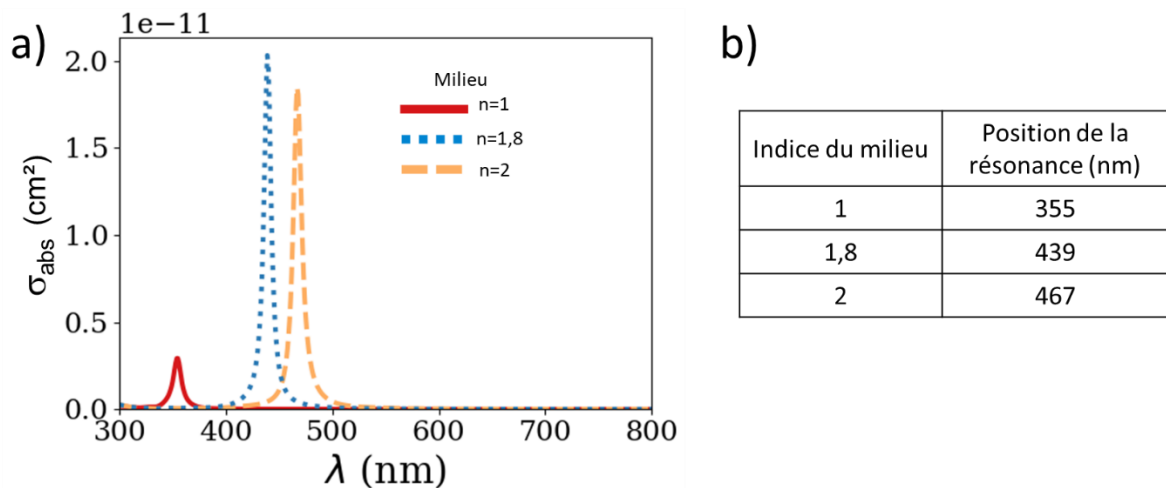 a)
1e−11
2.0
1.5
1.0
0.5
0.0
σabs (cm²)
300 400 500 600 700 800
λ (nm)
Milieu
n=1
n=1,8
n=2
b)
Indice du milieu
Position de la
résonance (nm)
1 355
1,8 439
2 467